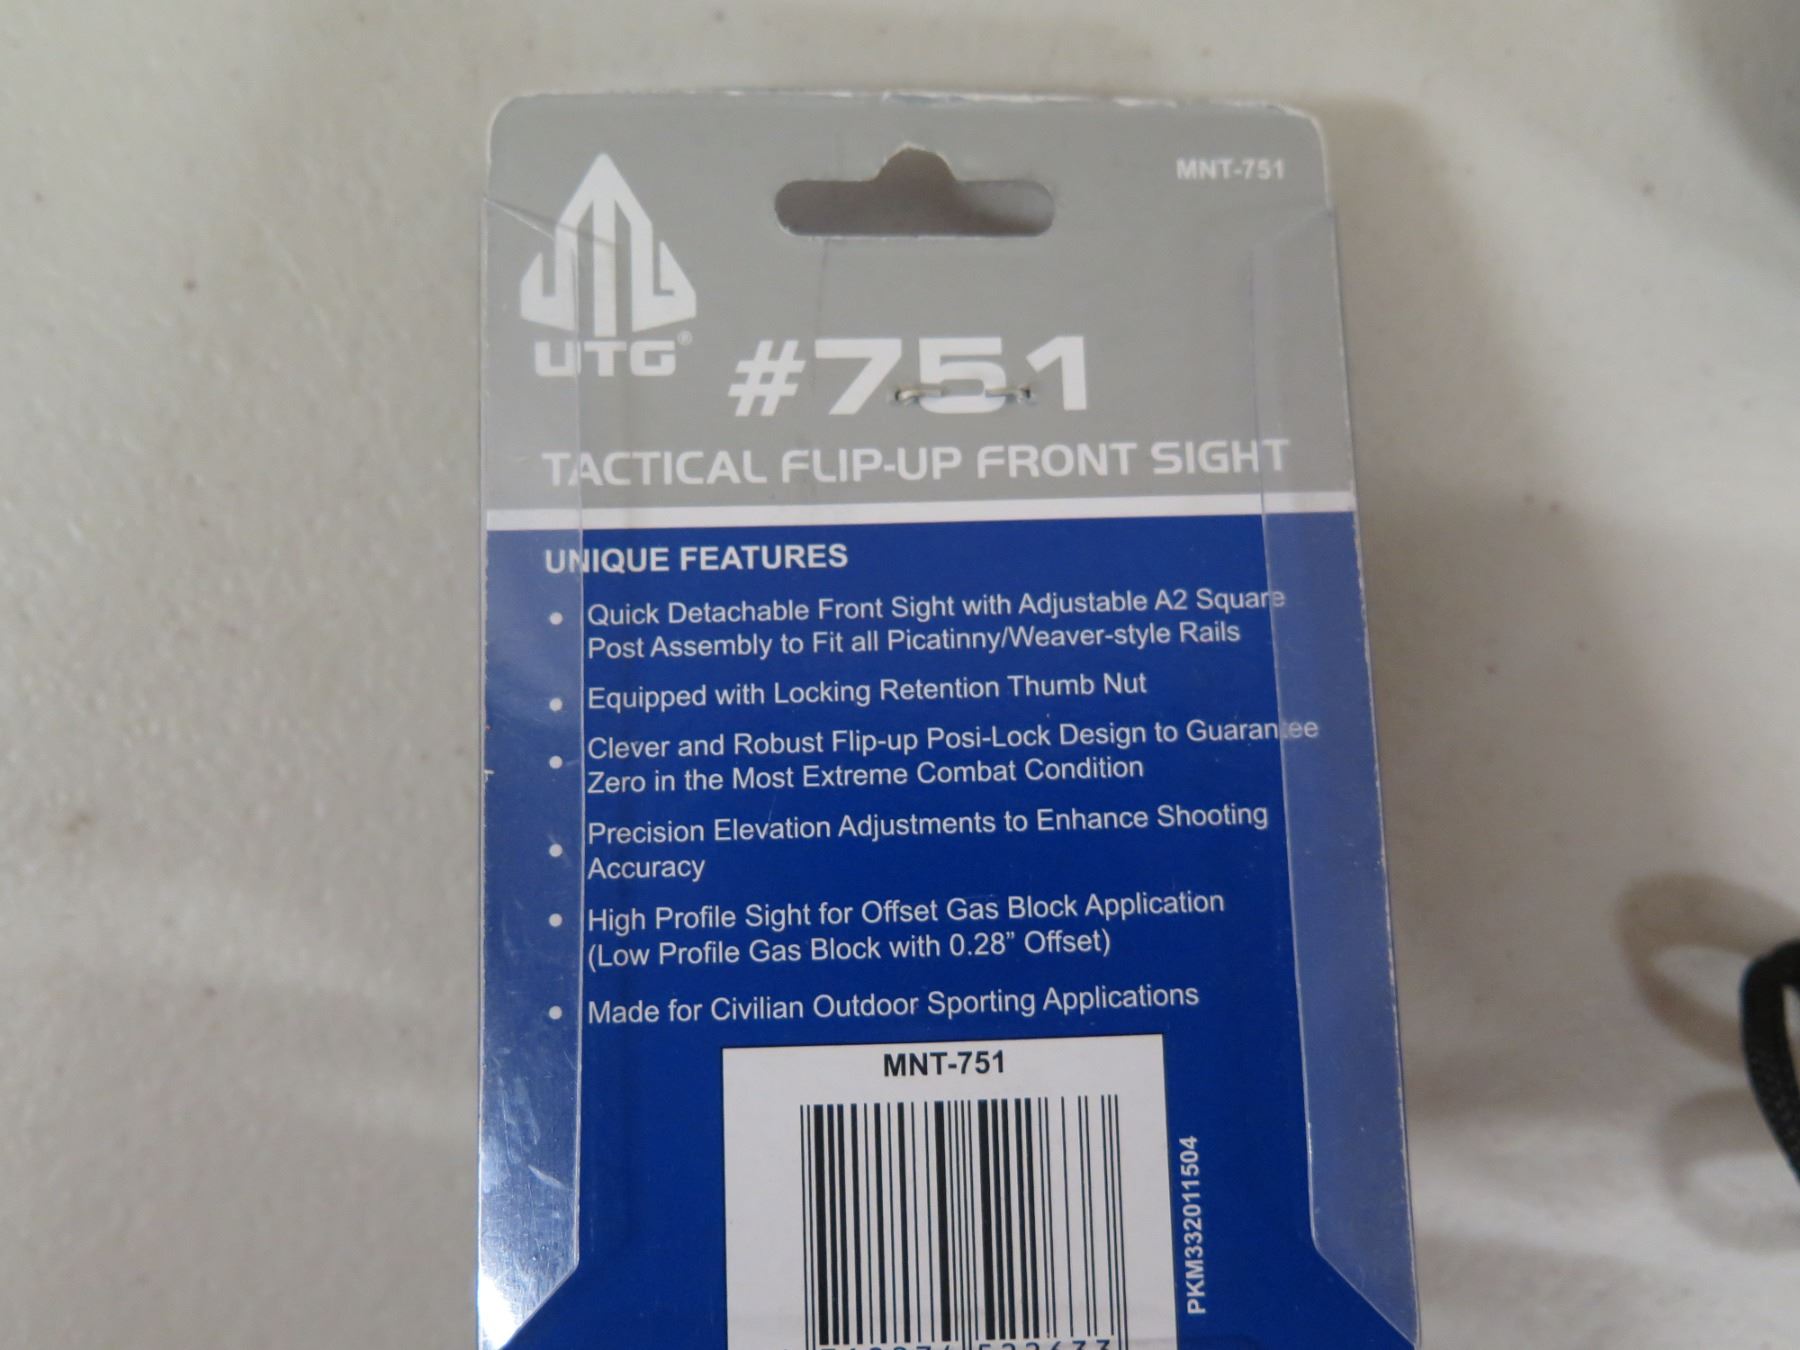 MNT-751
UTG®
#751
TACTICAL FLIP-UP FRONT SIGHT
UNIQUE FEATURES
• Quick Detachable Front Sight with Adjustable A2 Square
Post Assembly to Fit all Picatinny/Weaver-style Rails
• Equipped with Locking Retention Thumb Nut
• Clever and Robust Flip-up Posi-Lock Design to Guarantee
Zero in the Most Extreme Combat Condition
• Precision Elevation Adjustments to Enhance Shooting
Accuracy
• High Profile Sight for Offset Gas Block Application
(Low Profile Gas Block with 0.28” Offset)
• Made for Civilian Outdoor Sporting Applications
MNT-751
PKM332011504